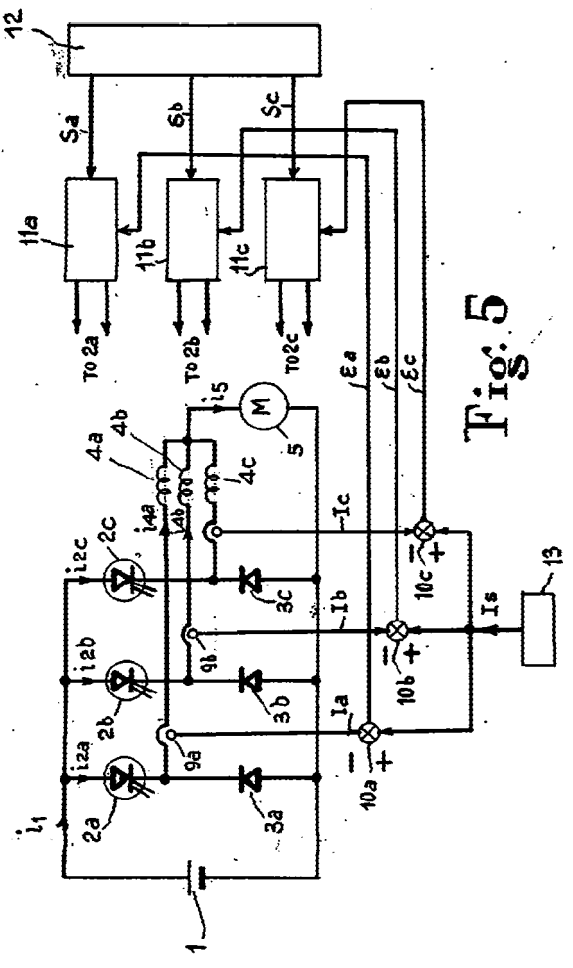 12
Sa
Sb
Sc
11a
11b
11c
TO 2a
TO 2b
TO 2c
i1
i2a
i2b
i2c
2a
2b
2c
4a
4b
4c
i4a
i4b
i5
M
5
1
3a
3b
3c
9a
9b
Ia
Ib
Ic
εa
εb
εc
− +
− +
− +
10a
10b
10c
Is
13
Fig. 5